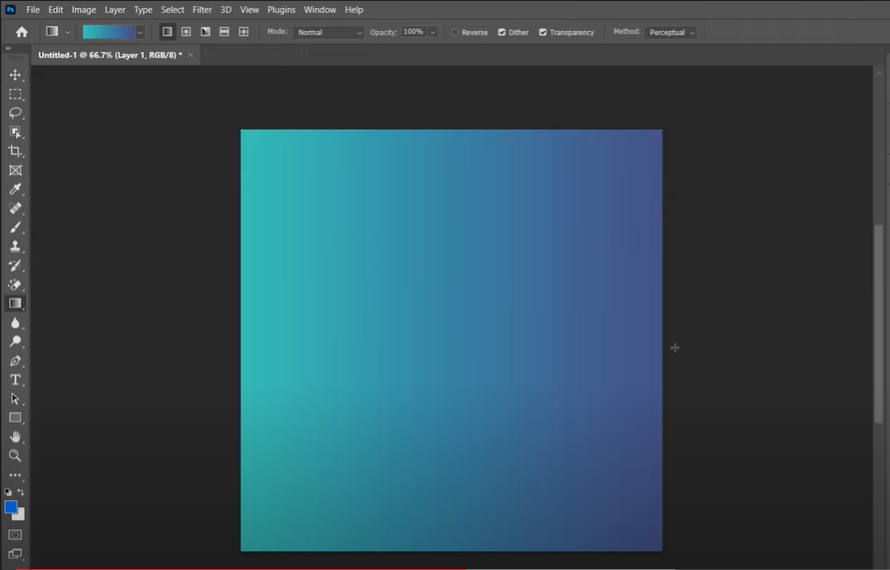 Ps File Edit Image Layer Type Select Filter 3D View Plugins Window Help
Mode: Normal Opacity: 100% Reverse Dither Transparency Method: Perceptual
Untitled-1 @ 66.7% (Layer 1, RGB/8) * ×
T